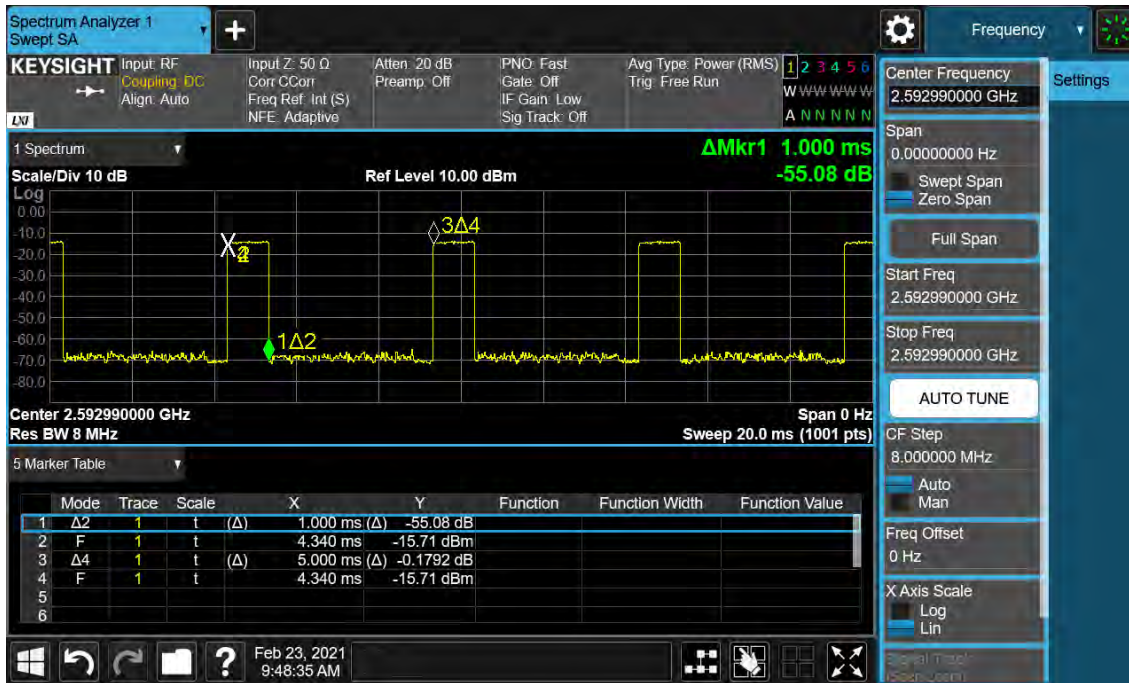 Spectrum Analyzer 1
Swept SA
+
Frequency
KEYSIGHT
Input: RF
Coupling: DC
Align: Auto
Input Z: 50 Ω
Corr CCorr
Freq Ref: Int (S)
NFE: Adaptive
Atten: 20 dB
Preamp: Off
PNO: Fast
Gate: Off
IF Gain: Low
Sig Track: Off
Avg Type: Power (RMS)
Trig: Free Run
1 2 3 4 5 6
W W W W W W
A N N N N N
LXI
Center Frequency
2.592990000 GHz
Settings
Span
0.00000000 Hz
Swept Span
Zero Span
Full Span
Start Freq
2.592990000 GHz
Stop Freq
2.592990000 GHz
AUTO TUNE
CF Step
8.000000 MHz
Auto
Man
Freq Offset
0 Hz
X Axis Scale
Log
Lin
1 Spectrum
ΔMkr1 1.000 ms
-55.08 dB
Scale/Div 10 dB
Ref Level 10.00 dBm
Log
0.00
-10.0
-20.0
-30.0
-40.0
-50.0
-60.0
-70.0
-80.0
3Δ4
1Δ2
Center 2.592990000 GHz
Span 0 Hz
Res BW 8 MHz
Sweep 20.0 ms (1001 pts)
5 Marker Table
Mode Trace Scale X Y Function Function Width Function Value
1 Δ2 1 t (Δ) 1.000 ms (Δ) -55.08 dB
2 F 1 t 4.340 ms -15.71 dBm
3 Δ4 1 t (Δ) 5.000 ms (Δ) -0.1792 dB
4 F 1 t 4.340 ms -15.71 dBm
5
6
?
Feb 23, 2021
9:48:35 AM